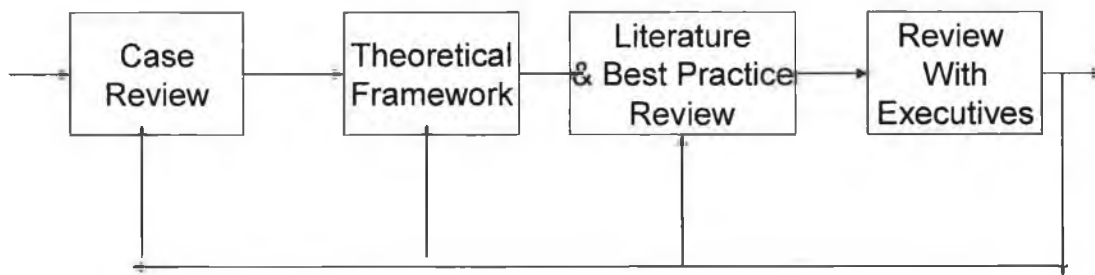 Case
Review
Theoretical
Framework
Literature
& Best Practice
Review
Review
With
Executives